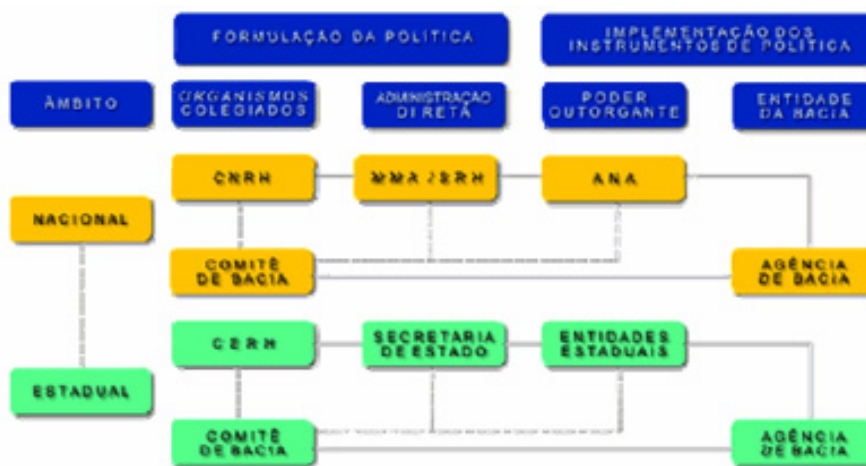 FORMULAÇÃO DA POLÍTICA
IMPLEMENTAÇÃO DOS
INSTRUMENTOS DE POLÍTICA
ÂMBITO
ORGANISMOS
COLEGIADOS
ADMINISTRAÇÃO
DIRETA
PODER
OUTORGANTE
ENTIDADE
DA BACIA
NACIONAL
CNRH
MMA / SRH
ANA
COMITÊ
DE BACIA
AGÊNCIA
DE BACIA
ESTADUAL
CERH
SECRETARIA
DE ESTADO
ENTIDADES
ESTADUAIS
COMITÊ
DE BACIA
AGÊNCIA
DE BACIA